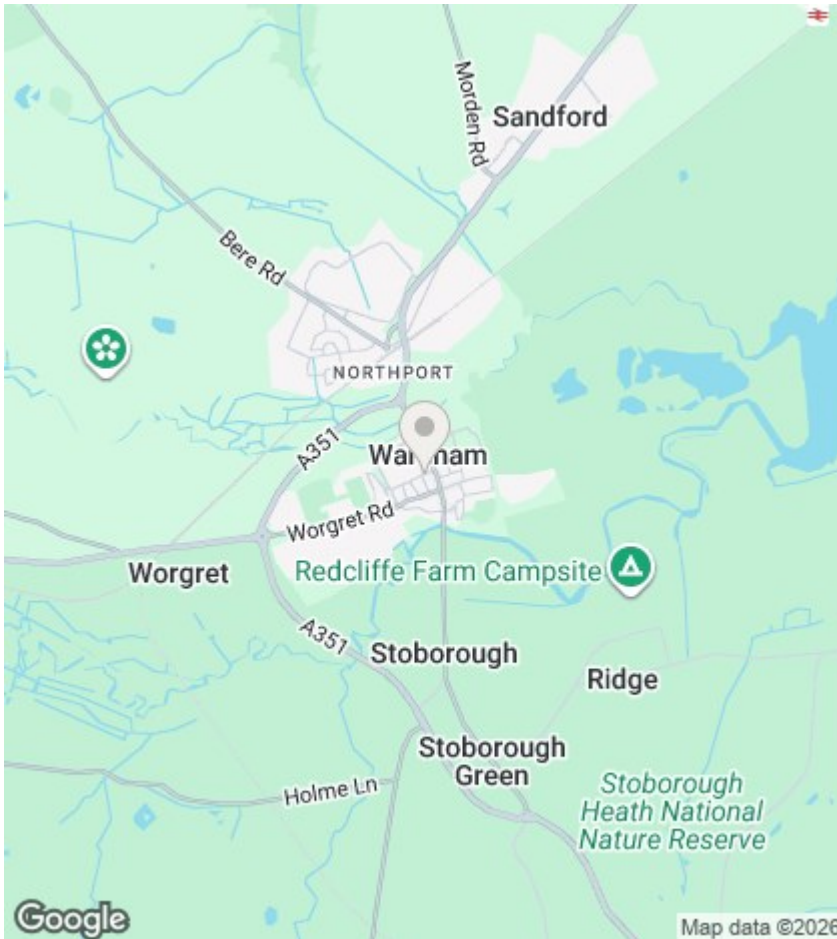 Sandford
Morden Rd
Bere Rd
NORTHPORT
A351
Wareham
Worgret Rd
Worgret
Redcliffe Farm Campsite
A351
Stoborough
Ridge
Stoborough
Green
Holme Ln
Stoborough
Heath National
Nature Reserve
Google
Map data ©2026